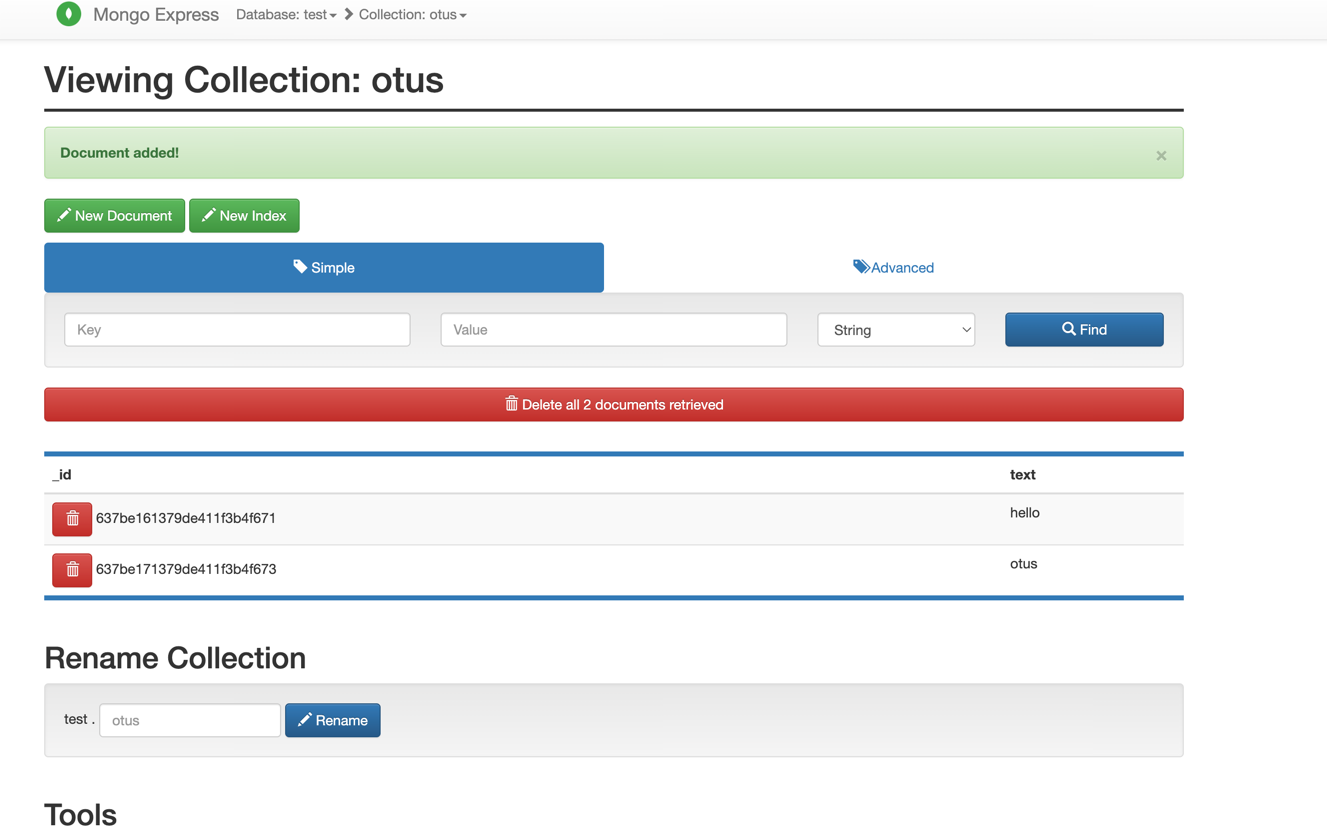 Mongo Express Database: test Collection: otus
Viewing Collection: otus
Document added! ×
New Document New Index
Simple Advanced
Key Value String Find
Delete all 2 documents retrieved
_id text
637be161379de411f3b4f671 hello
637be171379de411f3b4f673 otus
Rename Collection
test . otus Rename
Tools